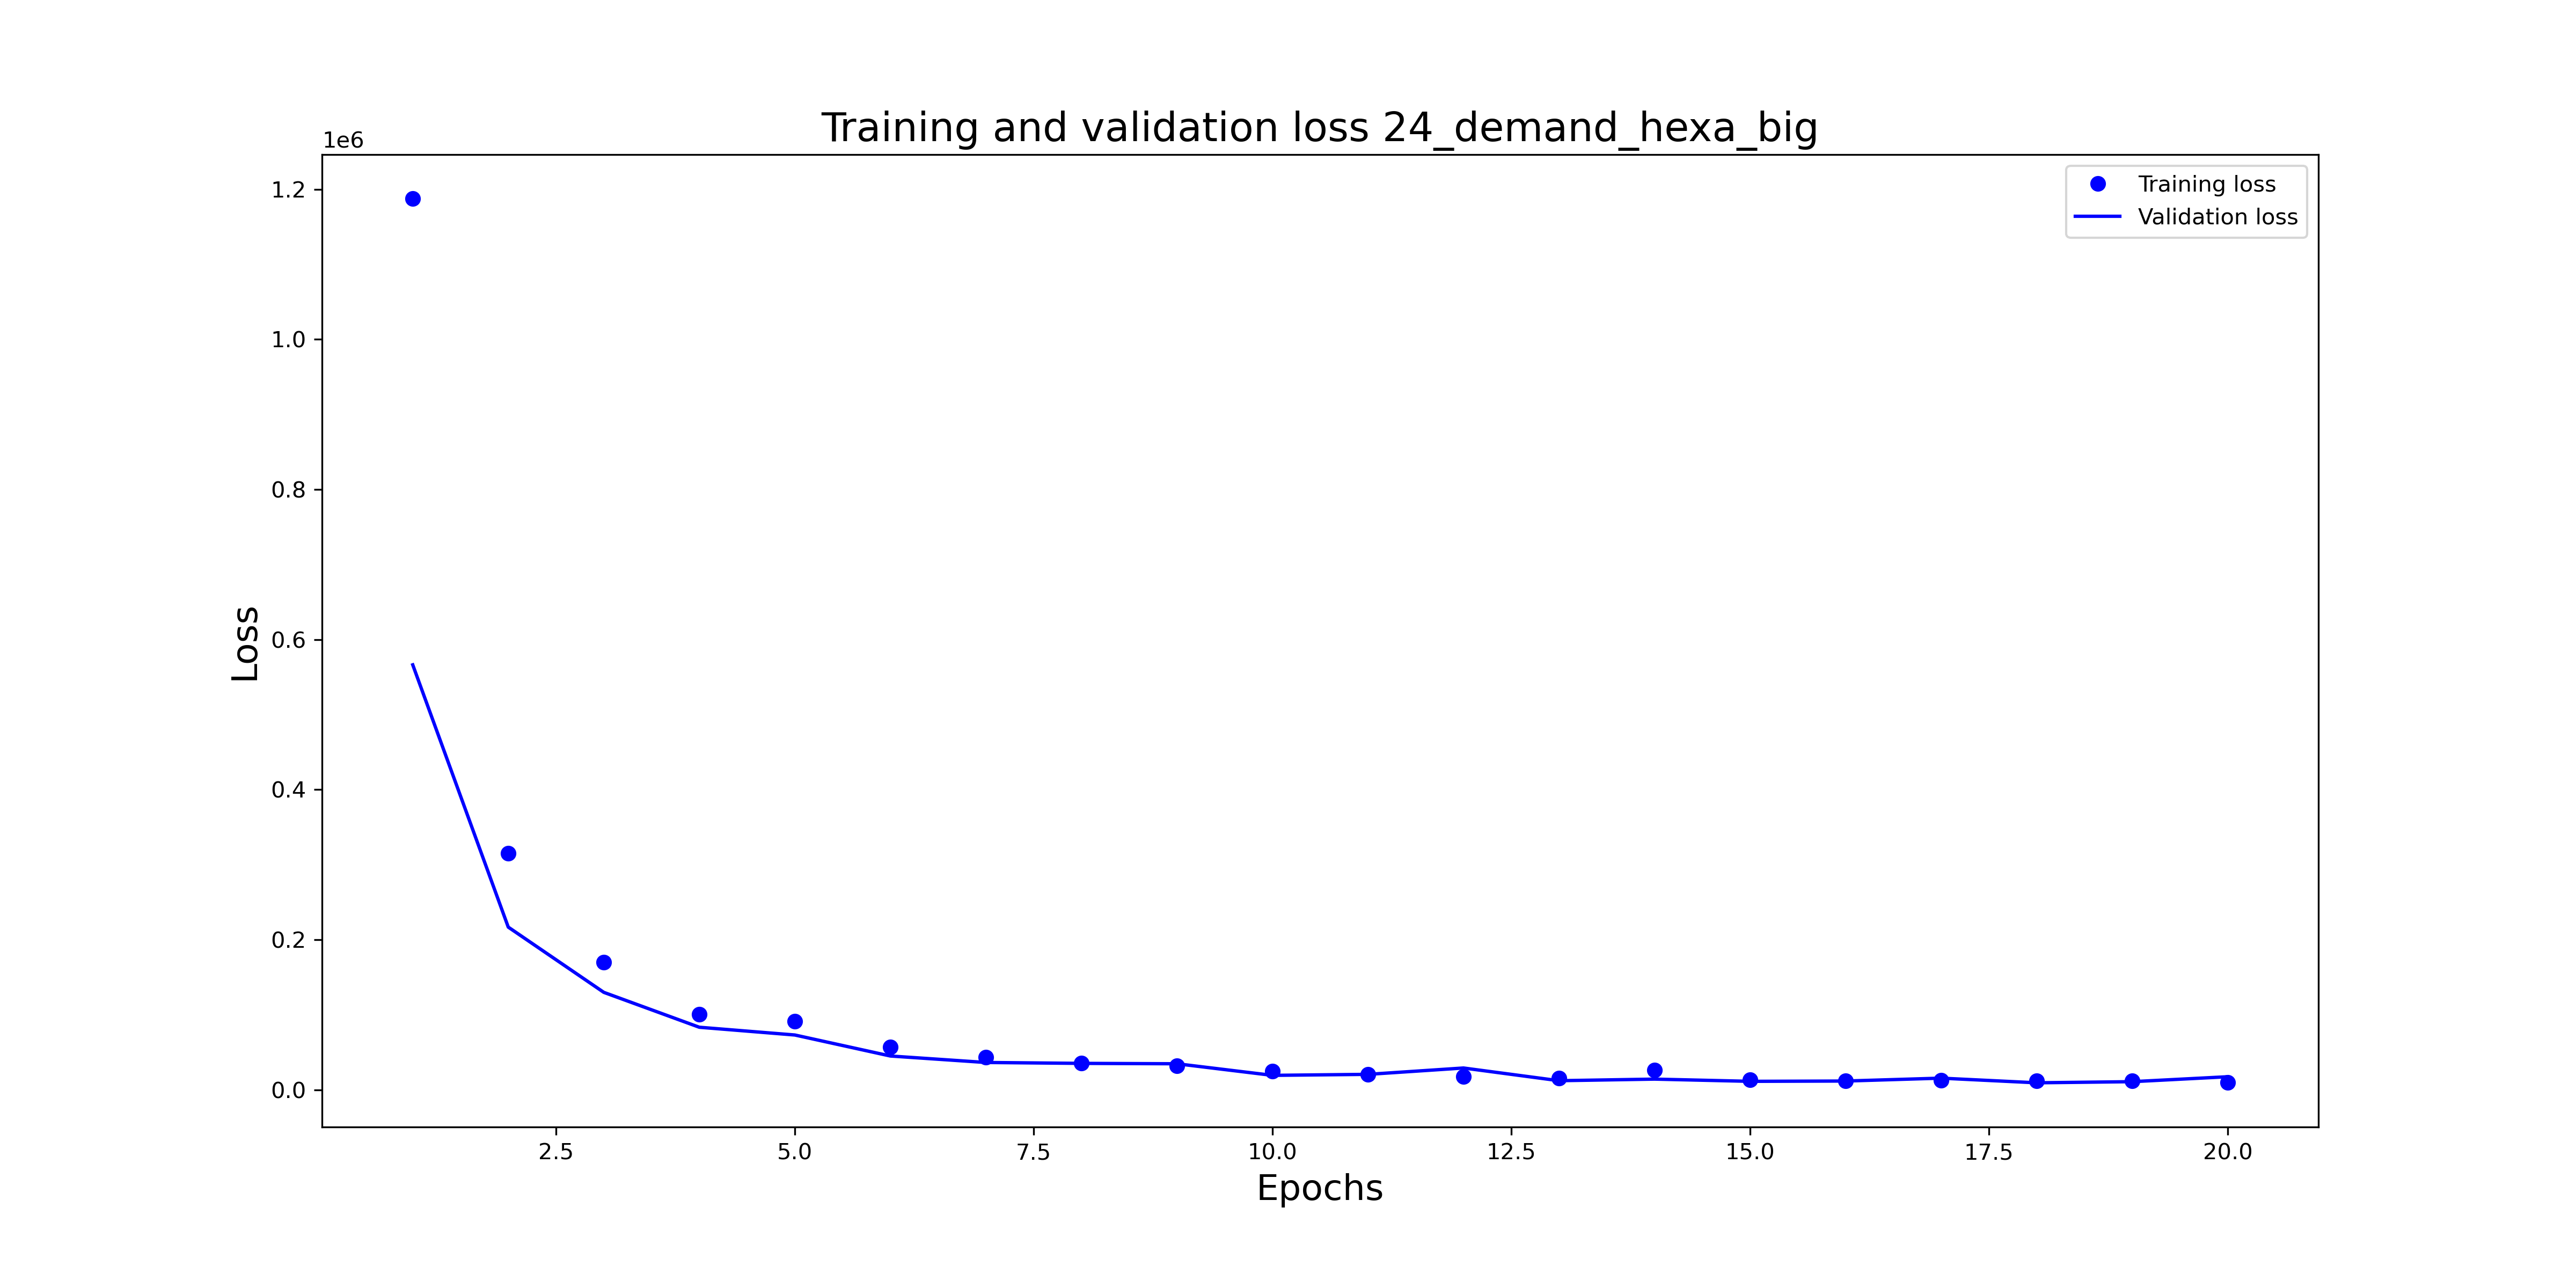 Training and validation loss 24_demand_hexa_big
1e6
Training loss
Validation loss
1.2
1.0
0.8
0.6
0.4
0.2
0.0
Loss
2.5 5.0 7.5 10.0 12.5 15.0 17.5 20.0
Epochs